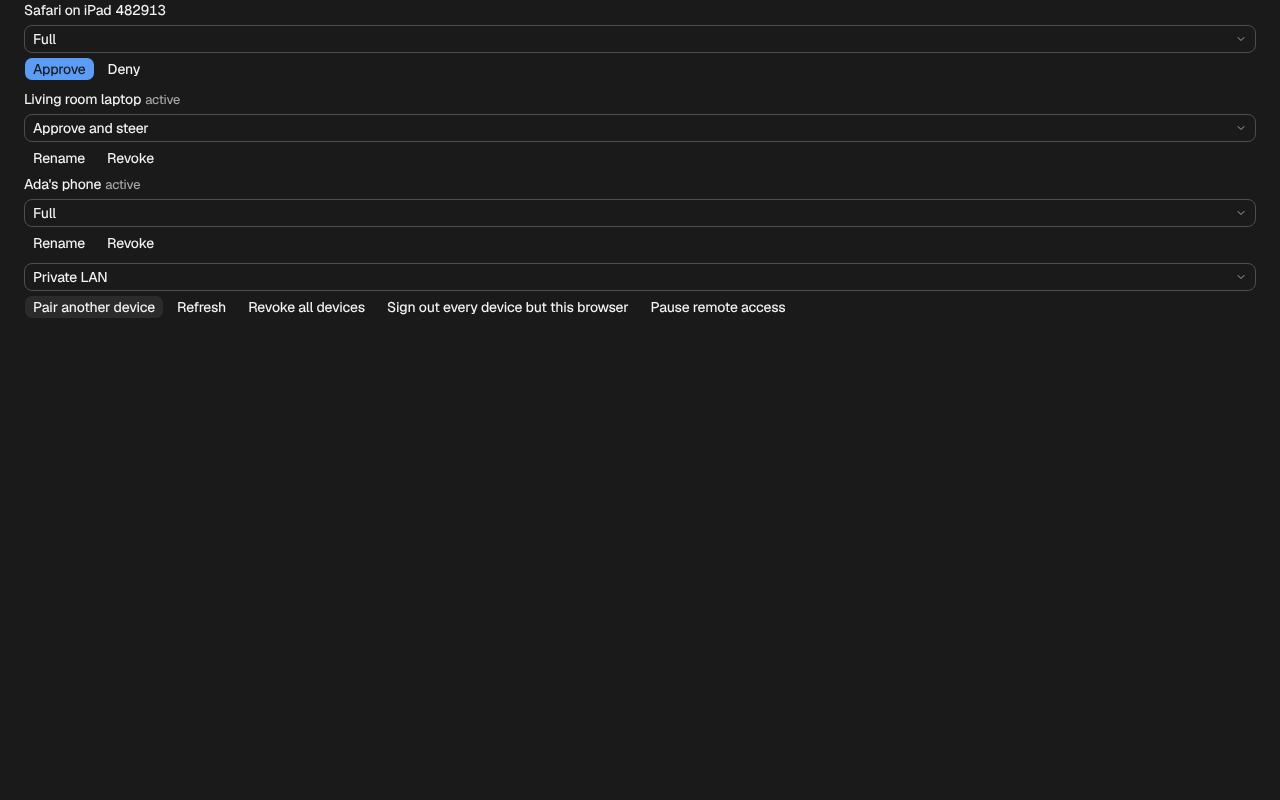 Safari on iPad 482913
Full
Approve Deny
Living room laptop active
Approve and steer
Rename Revoke
Ada's phone active
Full
Rename Revoke
Private LAN
Pair another device Refresh Revoke all devices Sign out every device but this browser Pause remote access